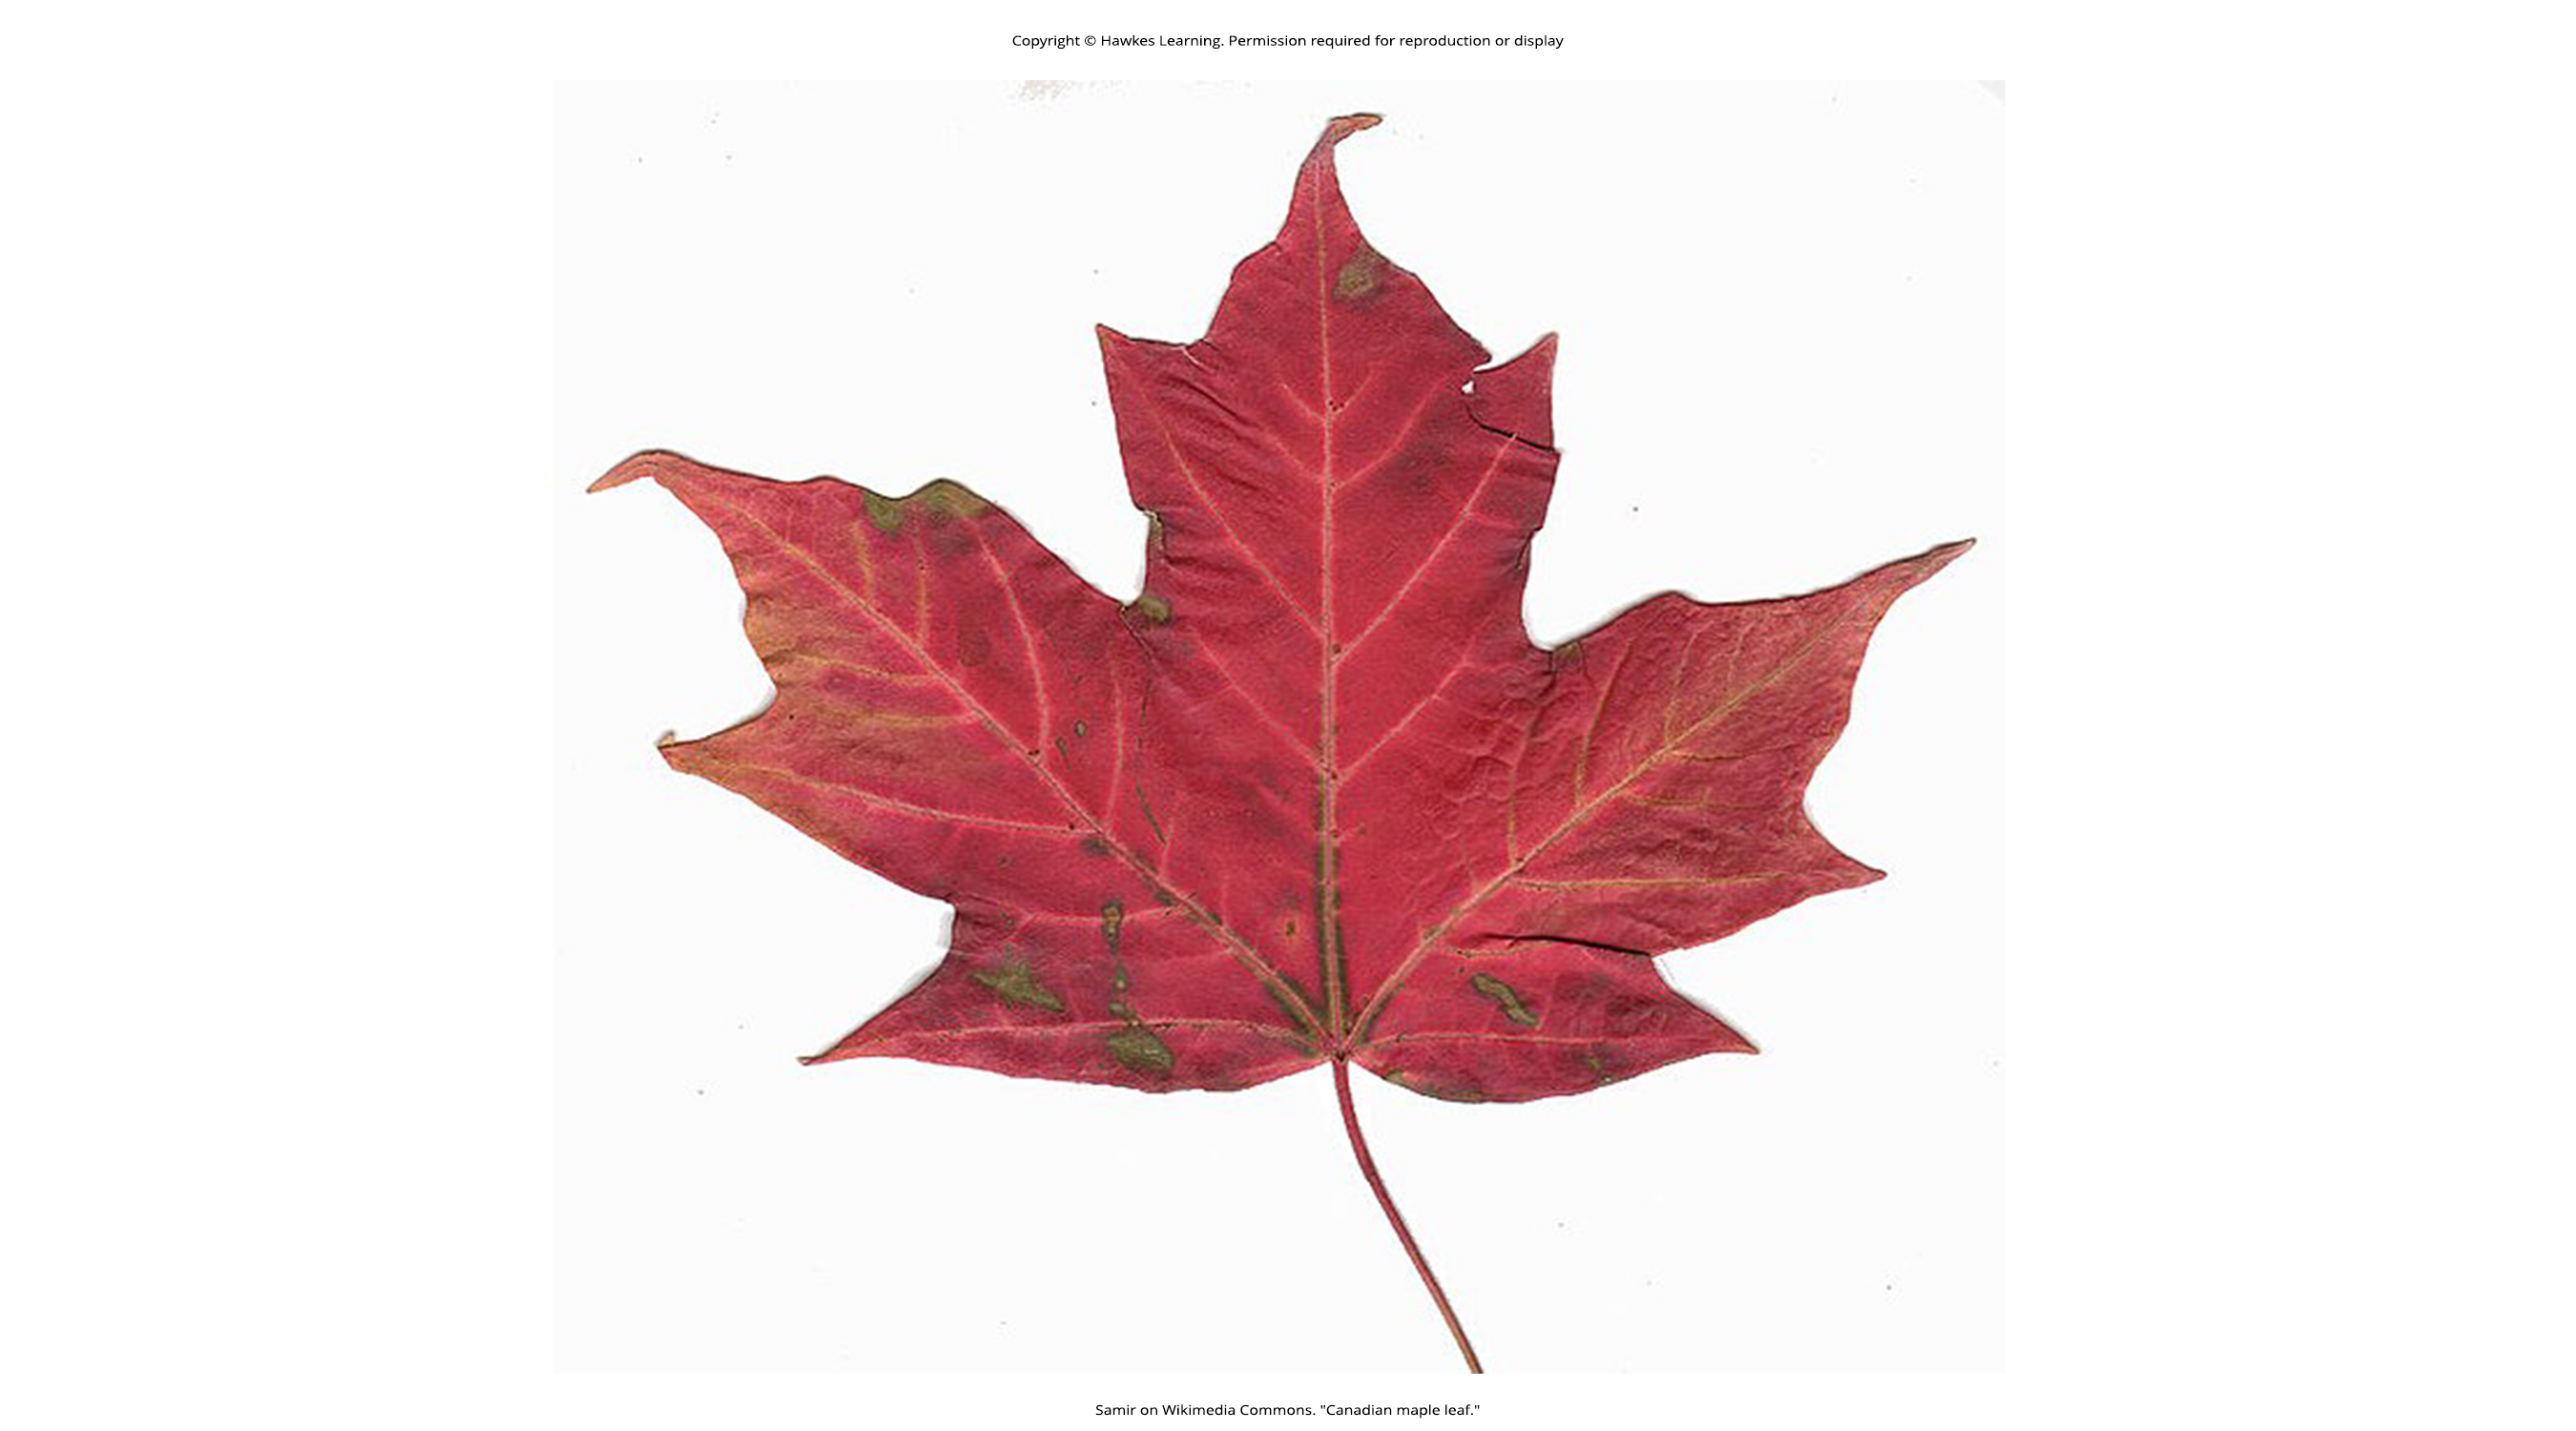 Copyright © Hawkes Learning. Permission required for reproduction or display
Samir on Wikimedia Commons. "Canadian maple leaf."